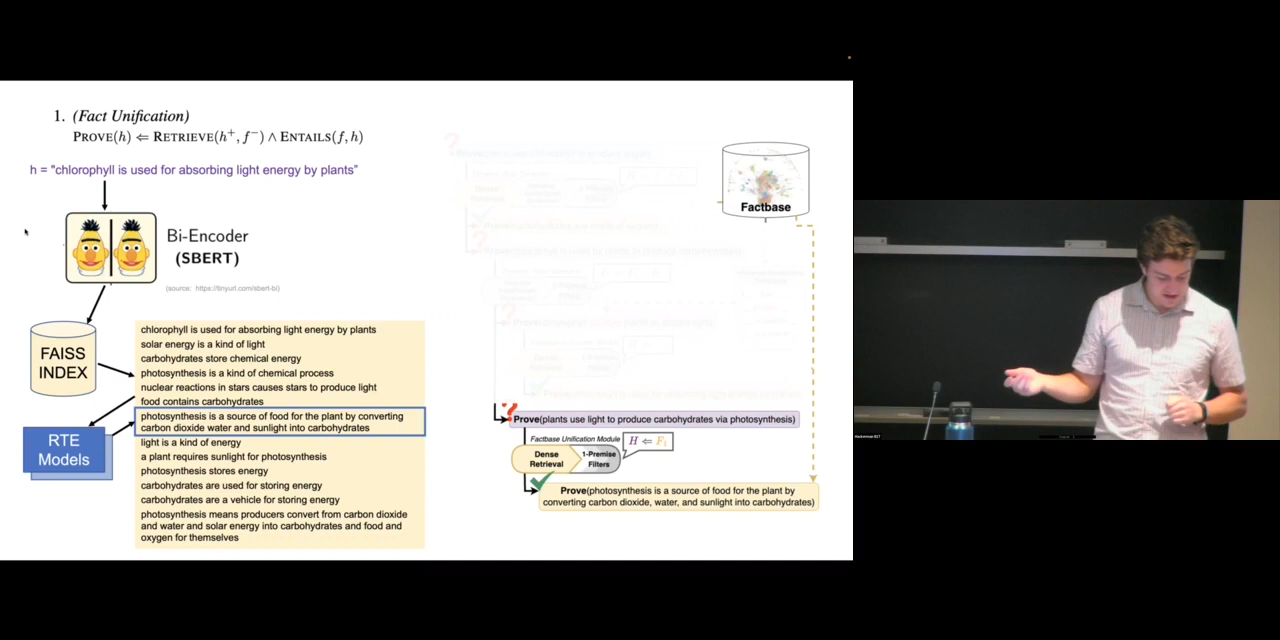 1. (Fact Unification)
PROVE(h) ⇐ RETRIEVE(h⁺, f⁻) ∧ ENTAILS(f, h)
h = "chlorophyll is used for absorbing light energy by plants"
Bi-Encoder
(SBERT)
(source: https://tinyurl.com/sbert-bi)
FAISS
INDEX
chlorophyll is used for absorbing light energy by plants
solar energy is a kind of light
carbohydrates store chemical energy
photosynthesis is a kind of chemical process
nuclear reactions in stars causes stars to produce light
food contains carbohydrates
photosynthesis is a source of food for the plant by converting
carbon dioxide water and sunlight into carbohydrates
light is a kind of energy
a plant requires sunlight for photosynthesis
photosynthesis stores energy
carbohydrates are used for storing energy
carbohydrates are a vehicle for storing energy
photosynthesis means producers convert from carbon dioxide
and water and solar energy into carbohydrates and food and
oxygen for themselves
RTE
Models
Factbase
?
Prove(plants use light to produce carbohydrates via photosynthesis)
Factbase Unification Module
H ⇐ F₁
Dense
Retrieval
1-Premise
Filters
Prove(photosynthesis is a source of food for the plant by
converting carbon dioxide, water, and sunlight into carbohydrates)